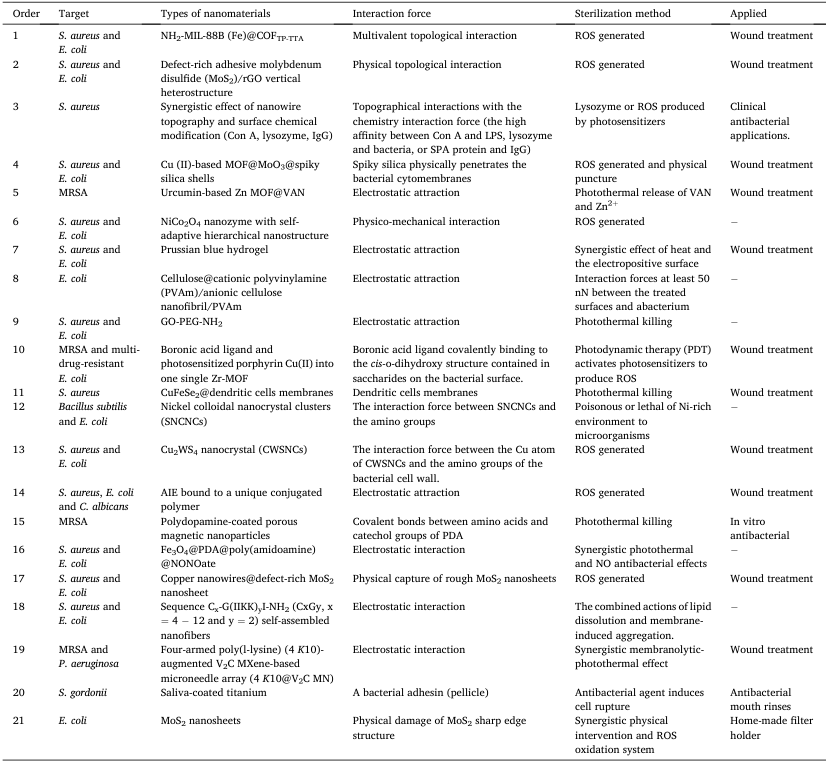 Order Target Types of nanomaterials Interaction force Sterilization method Applied
1 S. aureus and NH2-MIL-88B (Fe)@COFTP-TTA Multivalent topological interaction ROS generated Wound treatment
E. coli
2 S. aureus and Defect-rich adhesive molybdenum Physical topological interaction ROS generated Wound treatment
E. coli disulfide (MoS2)/rGO vertical
heterostructure
3 S. aureus Synergistic effect of nanowire Topographical interactions with the Lysozyme or ROS produced Clinical
topography and surface chemical chemistry interaction force (the high by photosensitizers antibacterial
modification (Con A, lysozyme, IgG) affinity between Con A and LPS, lysozyme applications.
and bacteria, or SPA protein and IgG)
4 S. aureus and Cu (II)-based MOF@MoO3@spiky Spiky silica physically penetrates the ROS generated and physical Wound treatment
E. coli silica shells bacterial cytomembranes puncture
5 MRSA Urcumin-based Zn MOF@VAN Electrostatic attraction Photothermal release of VAN Wound treatment
and Zn2+
6 S. aureus and NiCo2O4 nanozyme with self- Physico-mechanical interaction ROS generated –
E. coli adaptive hierarchical nanostructure
7 S. aureus and Prussian blue hydrogel Electrostatic attraction Synergistic effect of heat and Wound treatment
E. coli the electropositive surface
8 E. coli Cellulose@cationic polyvinylamine Electrostatic attraction Interaction forces at least 50 –
(PVAm)/anionic cellulose nN between the treated
nanofibril/PVAm surfaces and abacterium
9 S. aureus and GO-PEG-NH2 Electrostatic attraction Photothermal killing –
E. coli
10 MRSA and multi- Boronic acid ligand and Boronic acid ligand covalently binding to Photodynamic therapy (PDT) Wound treatment
drug-resistant photosensitized porphyrin Cu(II) into the cis-o-dihydroxy structure contained in activates photosensitizers to
E. coli one single Zr-MOF saccharides on the bacterial surface. produce ROS
11 S. aureus CuFeSe2@dendritic cells membranes Dendritic cells membranes Photothermal killing Wound treatment
12 Bacillus subtilis Nickel colloidal nanocrystal clusters The interaction force between SNCNCs and Poisonous or lethal of Ni-rich –
and E. coli (SNCNCs) the amino groups environment to
microorganisms
13 S. aureus and Cu2WS4 nanocrystal (CWSNCs) The interaction force between the Cu atom ROS generated Wound treatment
E. coli of CWSNCs and the amino groups of the
bacterial cell wall.
14 S. aureus, E. coli AIE bound to a unique conjugated Electrostatic attraction ROS generated Wound treatment
and C. albicans polymer
15 MRSA Polydopamine-coated porous Covalent bonds between amino acids and Photothermal killing In vitro
magnetic nanoparticles catechol groups of PDA antibacterial
16 S. aureus and Fe3O4@PDA@poly(amidoamine) Electrostatic interaction Synergistic photothermal –
E. coli @NONOate and NO antibacterial effects
17 S. aureus and Copper nanowires@defect-rich MoS2 Physical capture of rough MoS2 nanosheets ROS generated Wound treatment
E. coli nanosheet
18 S. aureus and Sequence Cx-G(IIKK)yI-NH2 (CxGy, x Electrostatic interaction The combined actions of lipid –
E. coli = 4 − 12 and y = 2) self-assembled dissolution and membrane-
nanofibers induced aggregation.
19 MRSA and Four-armed poly(l-lysine) (4 K10)- Electrostatic interaction Synergistic membranolytic- Wound treatment
P. aeruginosa augmented V2C MXene-based photothermal effect
microneedle array (4 K10@V2C MN)
20 S. gordonii Saliva-coated titanium A bacterial adhesin (pellicle) Antibacterial agent induces Antibacterial
cell rupture mouth rinses
21 E. coli MoS2 nanosheets Physical damage of MoS2 sharp edge Synergistic physical Home-made filter
structure intervention and ROS holder
oxidation system